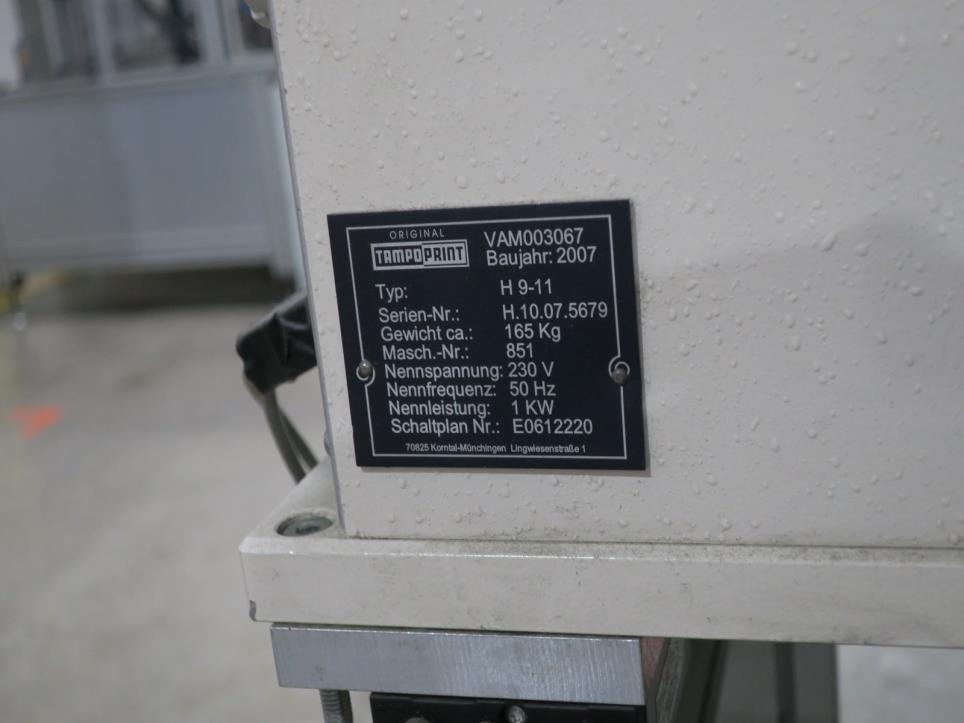 ORIGINAL
TAMPOPRINT
VAM003067
Baujahr: 2007
Typ: H 9-11
Serien-Nr.: H.10.07.5679
Gewicht ca.: 165 Kg
Masch.-Nr.: 851
Nennspannung: 230 V
Nennfrequenz: 50 Hz
Nennleistung: 1 KW
Schaltplan Nr.: E0612220
70825 Korntal-Münchingen Lingwiesenstraße 1